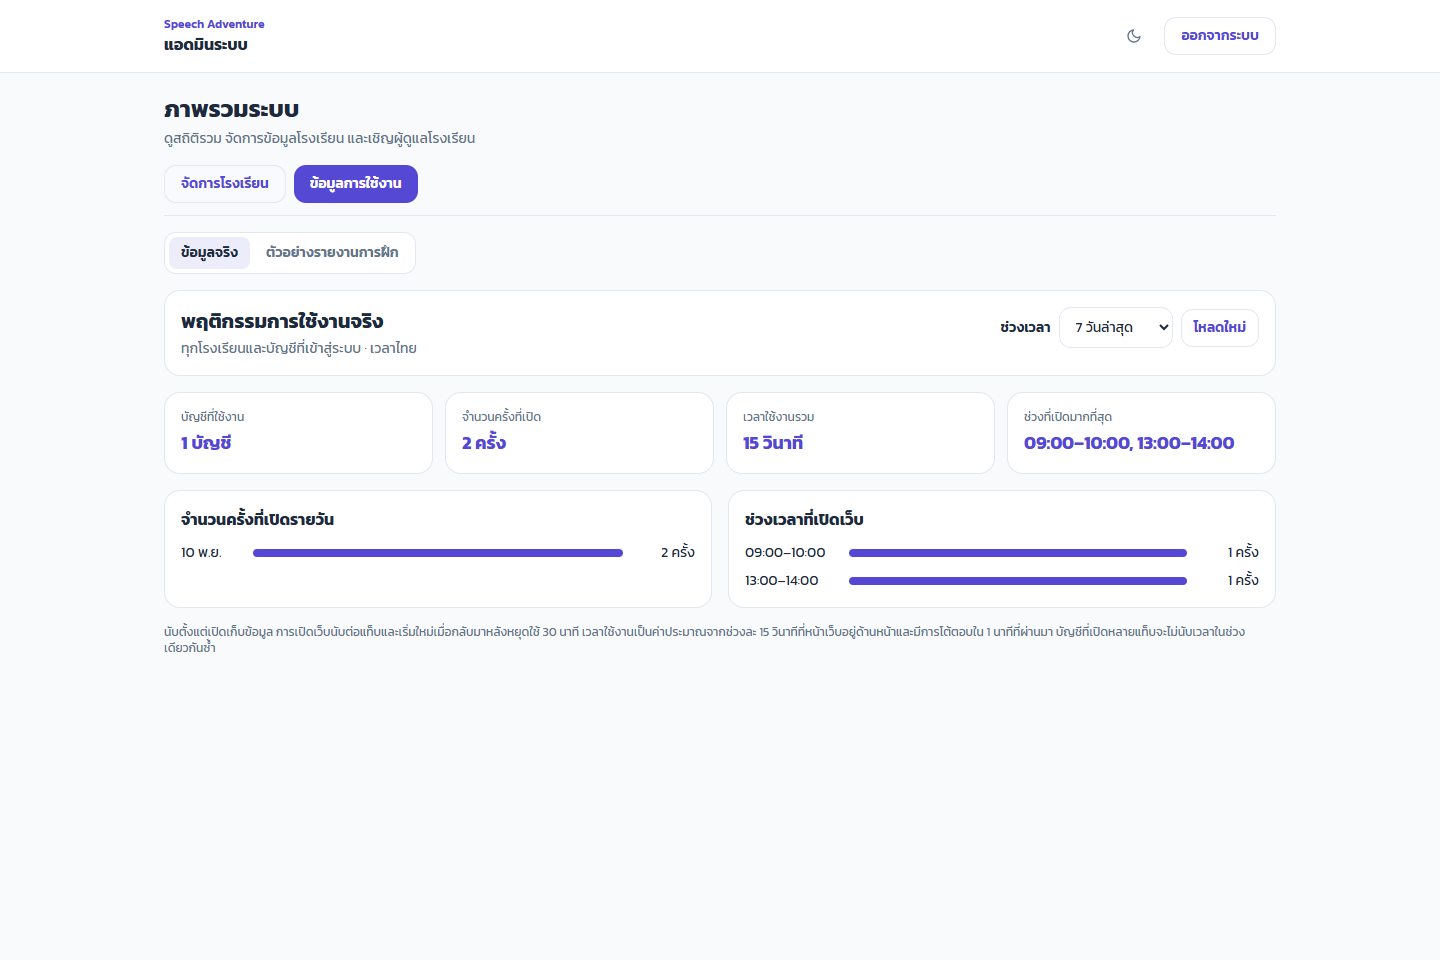 Speech Adventure
แอดมินระบบ
ออกจากระบบ
ภาพรวมระบบ
ดูสถิติรวม จัดการข้อมูลโรงเรียน และเชิญผู้ดูแลโรงเรียน
จัดการโรงเรียน
ข้อมูลการใช้งาน
ข้อมูลจริง
ตัวอย่างรายงานการฝึก
พฤติกรรมการใช้งานจริง
ทุกโรงเรียนและบัญชีที่เข้าสู่ระบบ · เวลาไทย
ช่วงเวลา
7 วันล่าสุด
โหลดใหม่
บัญชีที่ใช้งาน
1 บัญชี
จำนวนครั้งที่เปิด
2 ครั้ง
เวลาใช้งานรวม
15 วินาที
ช่วงที่เปิดมากที่สุด
09:00–10:00, 13:00–14:00
จำนวนครั้งที่เปิดรายวัน
10 พ.ย.
2 ครั้ง
ช่วงเวลาที่เปิดเว็บ
09:00–10:00
1 ครั้ง
13:00–14:00
1 ครั้ง
นับตั้งแต่เปิดเก็บข้อมูล การเปิดเว็บนับต่อแท็บและเริ่มใหม่เมื่อกลับมาหลังหยุดใช้ 30 นาที เวลาใช้งานเป็นค่าประมาณจากช่วงละ 15 วินาทีที่หน้าเว็บอยู่ด้านหน้าและมีการโต้ตอบใน 1 นาทีที่ผ่านมา บัญชีที่เปิดหลายแท็บจะไม่นับเวลาในช่วง
เดียวกันซ้ำ